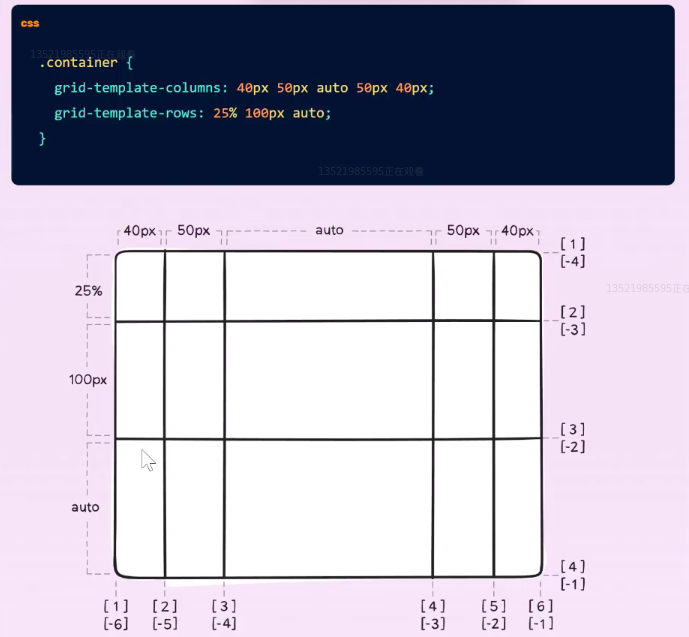 css
13521985595正在观看
.container {
grid-template-columns: 40px 50px auto 50px 40px;
grid-template-rows: 25% 100px auto;
}
13521985595正在观看
40px 50px auto 50px 40px
[1]
[-4]
25%
13521985595正在
[2]
[-3]
100px
[3]
[-2]
auto
[4]
[-1]
[1] [2] [3] [4] [5] [6]
[-6] [-5] [-4] [-3] [-2] [-1]